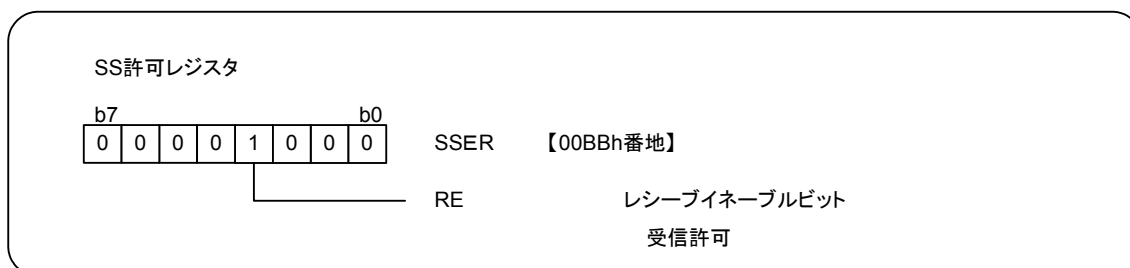 SS許可レジスタ
b7 b0
0 0 0 0 1 0 0 0 SSER 【00BBh番地】
RE レシーブイネーブルビット
受信許可